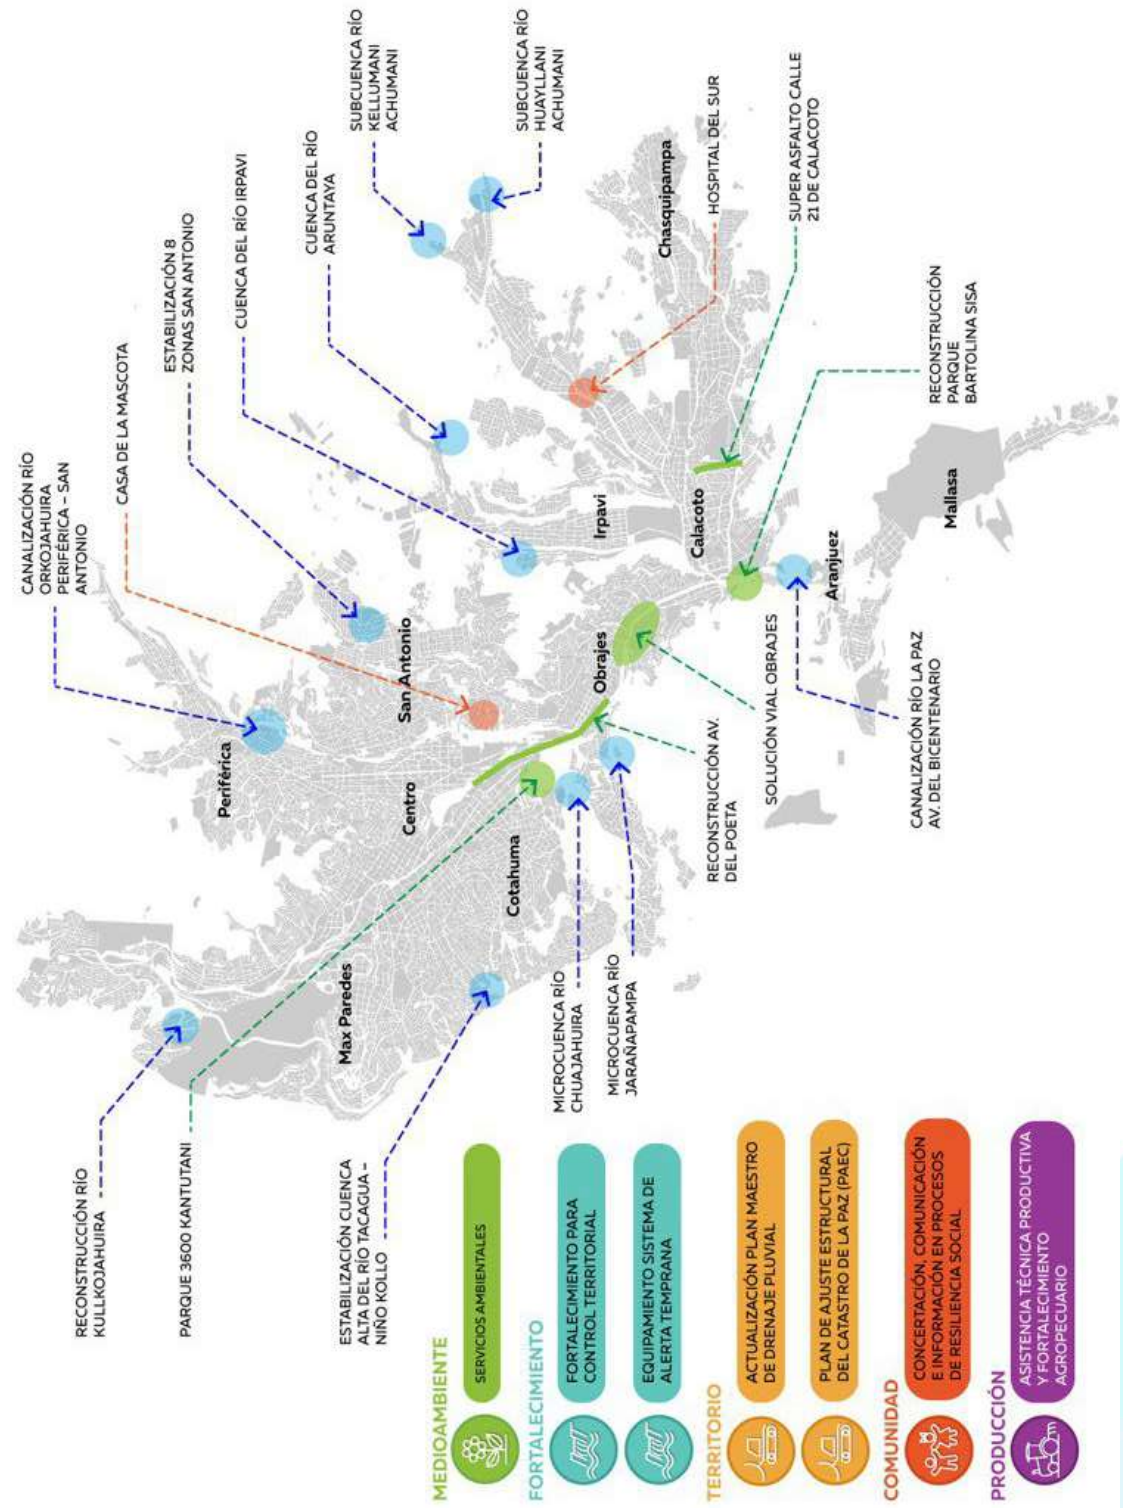 RECONSTRUCCIÓN RÍO
KULLKOJAHUIRA
PARQUE 3600 KANTUTANI
ESTABILIZACIÓN CUENCA
ALTA DEL RÍO TACAGUA -
NIÑO KOLLO
MICROCUENCA RÍO
CHUAJAHUIRA
MICROCUENCA RÍO
JARAÑAPAMPA
CANALIZACIÓN RÍO
ORKOJAHUIRA
PERIFÉRICA - SAN
ANTONIO
CASA DE LA MASCOTA
ESTABILIZACIÓN 8
ZONAS SAN ANTONIO
CUENCA DEL RÍO IRPAVI
CUENCA DEL RÍO
ARUNTAYA
SUBCUENCA RÍO
KELLUMANI
ACHUMANI
SUBCUENCA RÍO
HUAYLLANI
ACHUMANI
HOSPITAL DEL SUR
SUPER ASFALTO CALLE
21 DE CALACOTO
RECONSTRUCCIÓN
PARQUE
BARTOLINA SISA
RECONSTRUCCIÓN AV.
DEL POETA
SOLUCIÓN VIAL OBRAJES
CANALIZACIÓN RÍO LA PAZ
AV. DEL BICENTENARIO
Periférica
Max Paredes
Centro
San Antonio
Cotahuma
Obrajes
Irpavi
Chasquipampa
Calacoto
Aranjuez
Mallasa
MEDIOAMBIENTE
SERVICIOS AMBIENTALES
FORTALECIMIENTO
FORTALECIMIENTO PARA
CONTROL TERRITORIAL
EQUIPAMIENTO SISTEMA DE
ALERTA TEMPRANA
TERRITORIO
ACTUALIZACIÓN PLAN MAESTRO
DE DRENAJE PLUVIAL
PLAN DE AJUSTE ESTRUCTURAL
DEL CATASTRO DE LA PAZ (PAEC)
COMUNIDAD
CONCERTACIÓN, COMUNICACIÓN
E INFORMACIÓN EN PROCESOS
DE RESILIENCIA SOCIAL
PRODUCCIÓN
ASISTENCIA TÉCNICA PRODUCTIVA
Y FORTALECIMIENTO
AGROPECUARIO